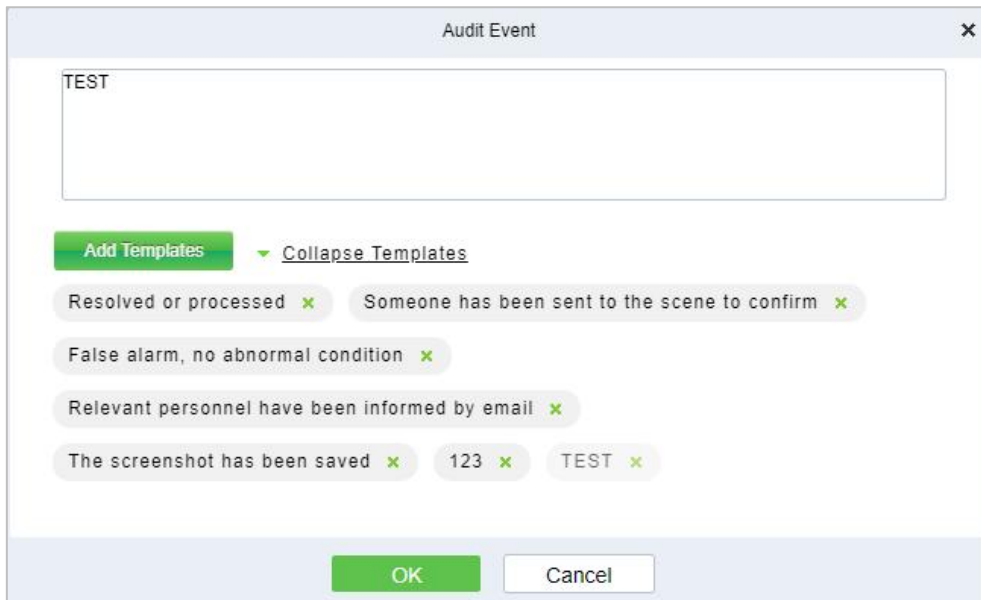 Audit Event
TEST
Add Templates
Collapse Templates
Resolved or processed
Someone has been sent to the scene to confirm
False alarm, no abnormal condition
Relevant personnel have been informed by email
The screenshot has been saved
123
TEST
OK
Cancel